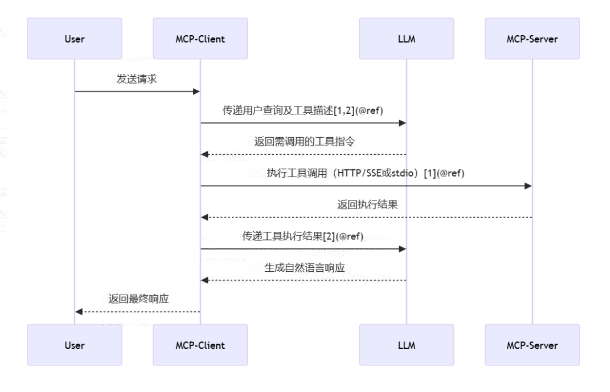 User MCP-Client LLM MCP-Server
发送请求
传递用户查询及工具描述[1,2](@ref)
返回需调用的工具指令
执行工具调用（HTTP/SSE或stdio）[1](@ref)
返回执行结果
传递工具执行结果[2](@ref)
生成自然语言响应
返回最终响应
User MCP-Client LLM MCP-Server